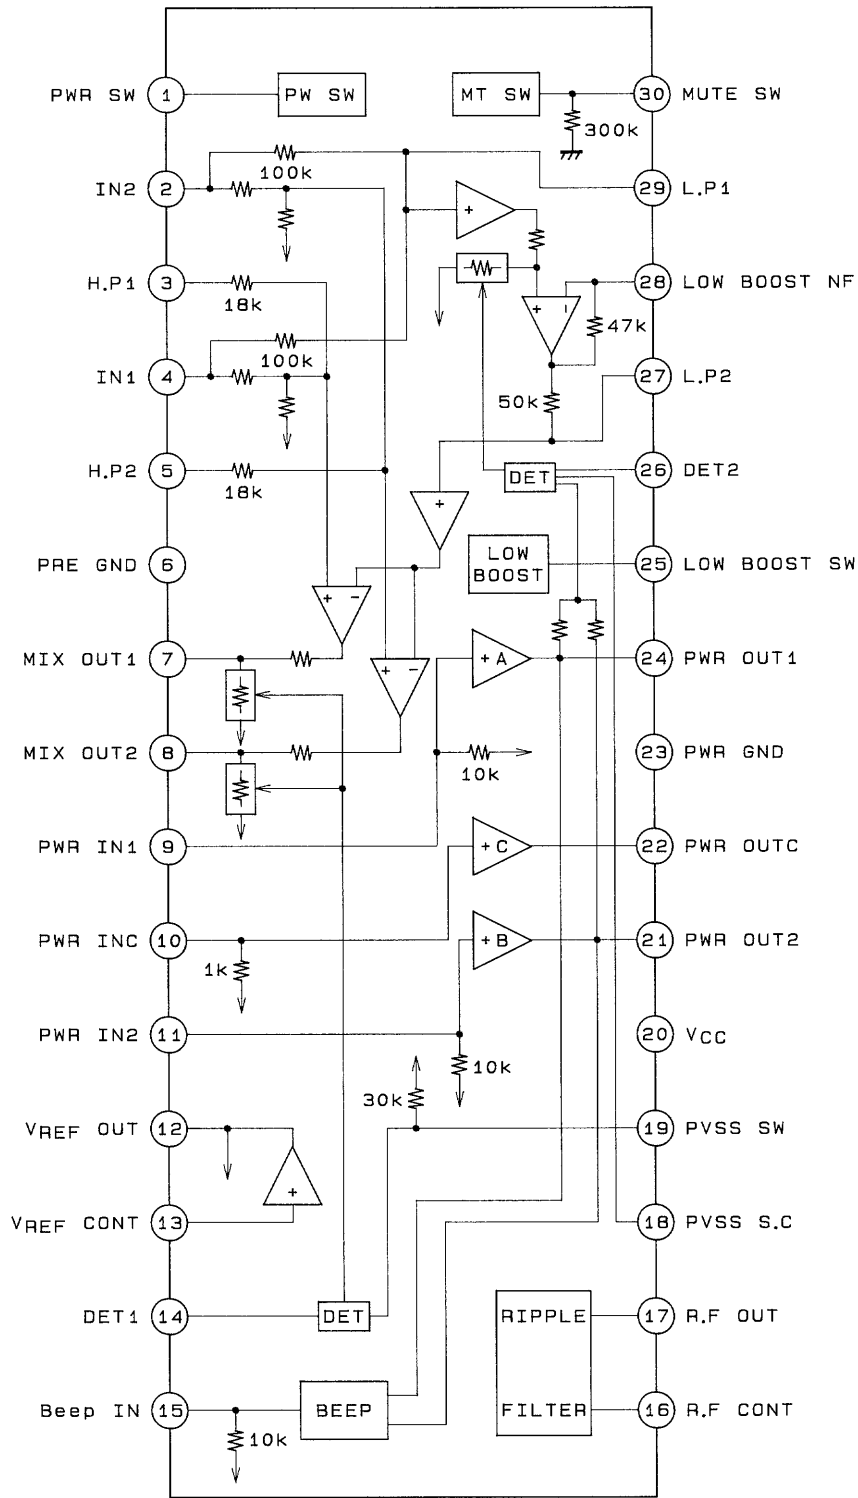 PWR SW 1 PW SW MT SW 30 MUTE SW
300k
100k
IN2 2 + 29 L.P1
H.P1 3 28 LOW BOOST NF
18k + − 47k
100k
IN1 4 27 L.P2
50k
H.P2 5 DET 26 DET2
18k +
PRE GND 6 LOW BOOST 25 LOW BOOST SW
+ −
MIX OUT1 7 + − +A 24 PWR OUT1
MIX OUT2 8 23 PWR GND
10k
PWR IN1 9 +C 22 PWR OUTC
PWR INC 10 +B 21 PWR OUT2
1k
PWR IN2 11 20 VCC
10k
30k
VREF OUT 12 19 PVSS SW
+
VREF CONT 13 18 PVSS S.C
DET1 14 DET RIPPLE 17 R.F OUT
Beep IN 15 BEEP FILTER 16 R.F CONT
10k